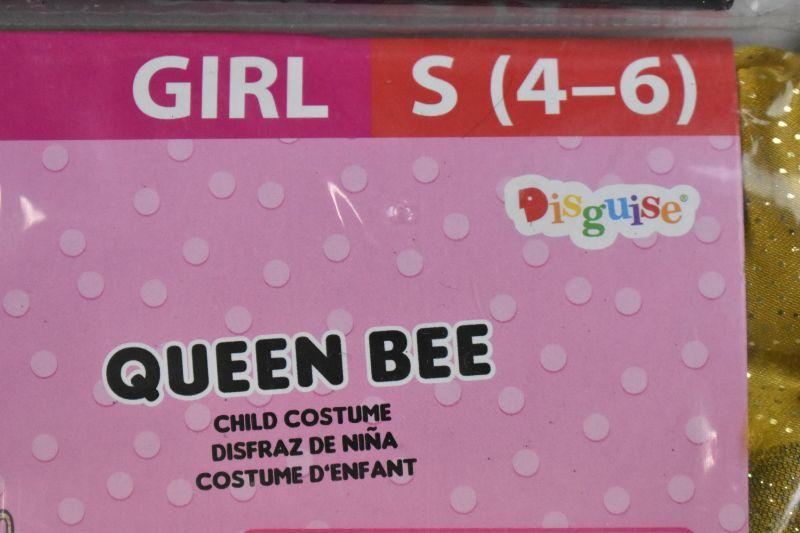 GIRL S (4–6)
Disguise®
QUEEN BEE
CHILD COSTUME
DISFRAZ DE NIÑA
COSTUME D'ENFANT